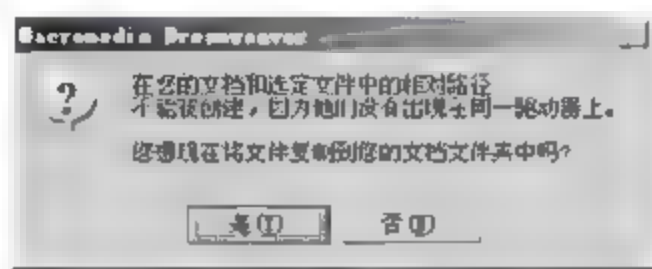 Macromedia Dreamweaver
在您的文档和选定文件中的相对路径
不能被创建，因为他们没有出现在同一驱动器上。
您想现在将文件复制到您的文档文件夹中吗?
是(Y)
否(N)